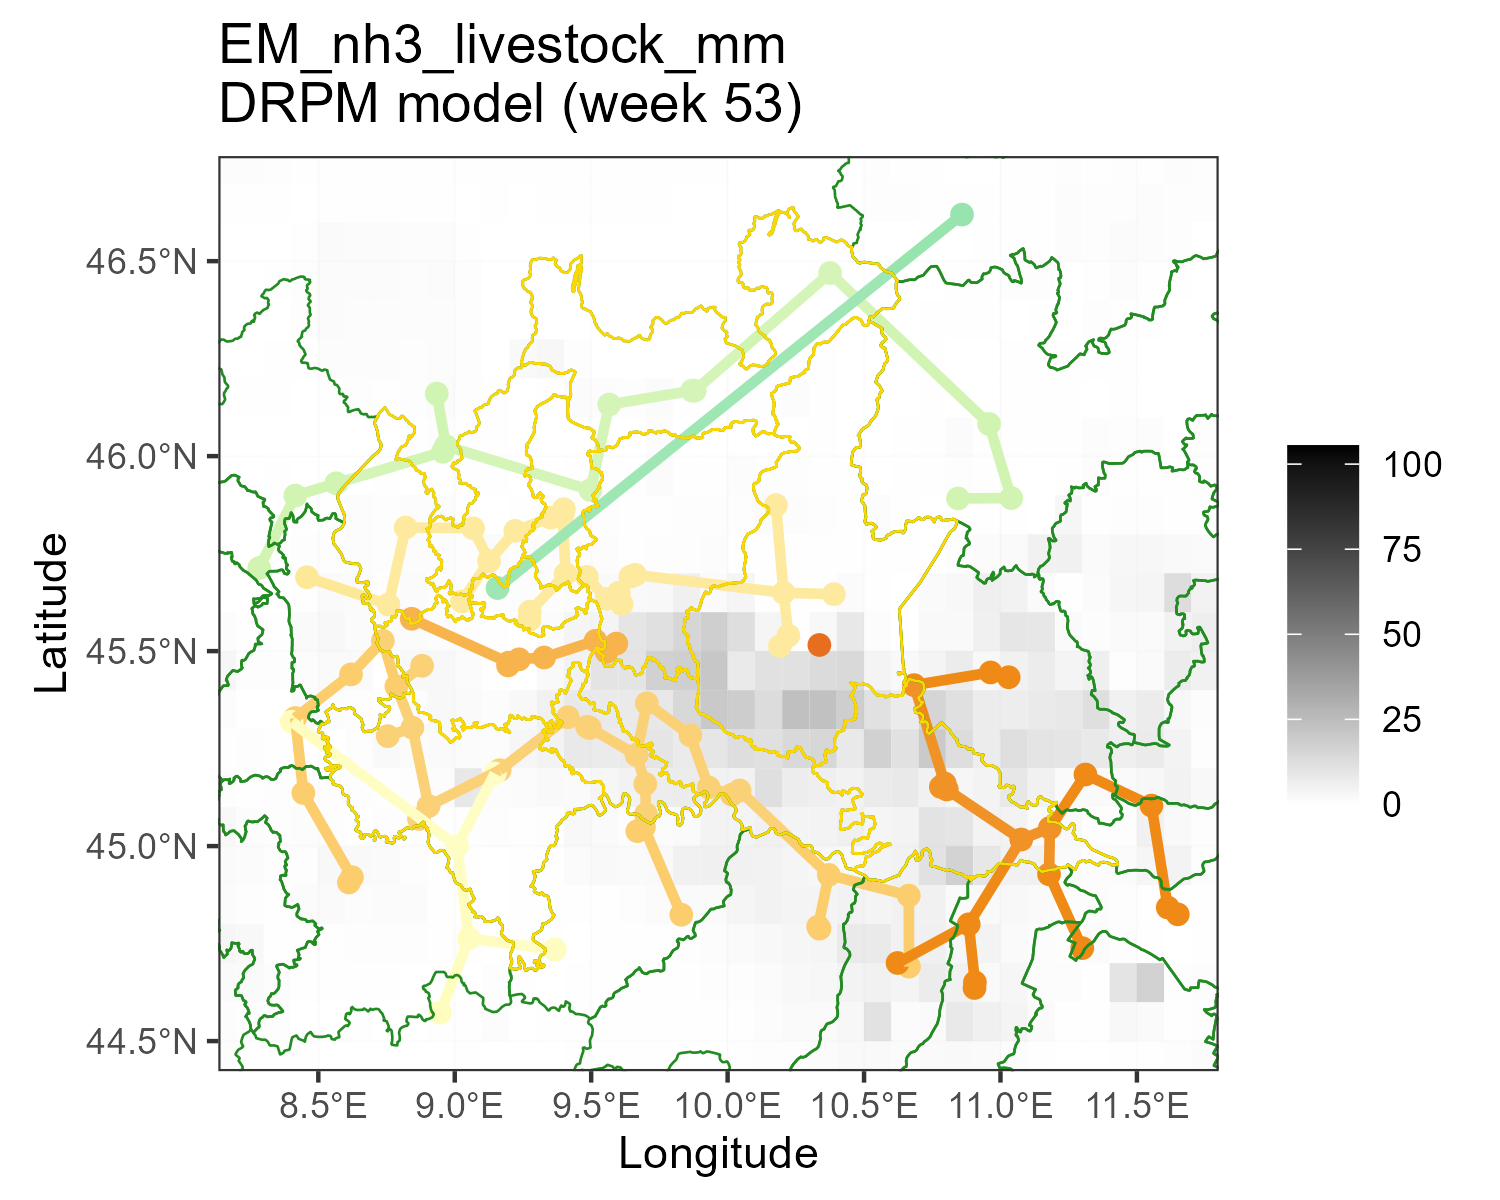 EM_nh3_livestock_mm
DRPM model (week 53)
46.5°N
46.0°N
45.5°N
45.0°N
44.5°N
Latitude
8.5°E
9.0°E
9.5°E
10.0°E
10.5°E
11.0°E
11.5°E
Longitude
100
75
50
25
0